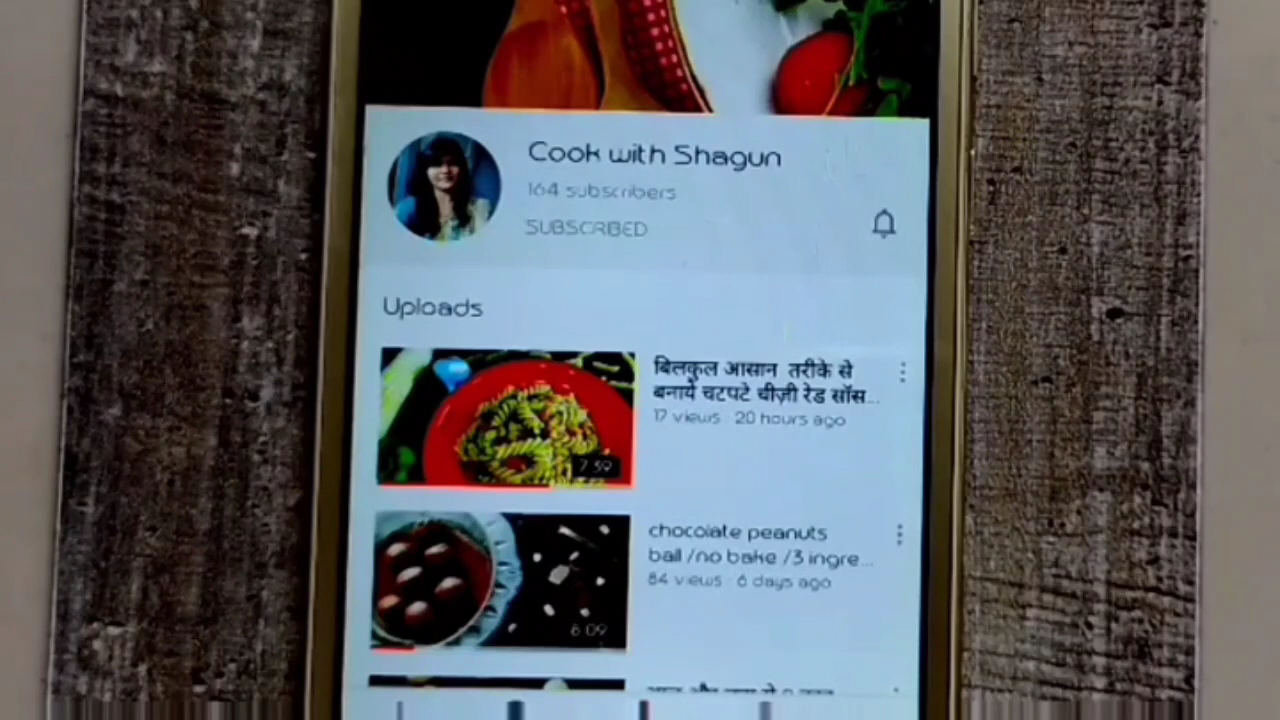 Cook with Shagun
164 subscribers
SUBSCRIBED
Uploads
बिलकुल आसान तरीके से
बनाये चटपटे चीज़ी रेड सॉस...
17 views · 20 hours ago
7:59
chocolate peanuts
ball /no bake /3 ingre...
84 views · 6 days ago
6:09